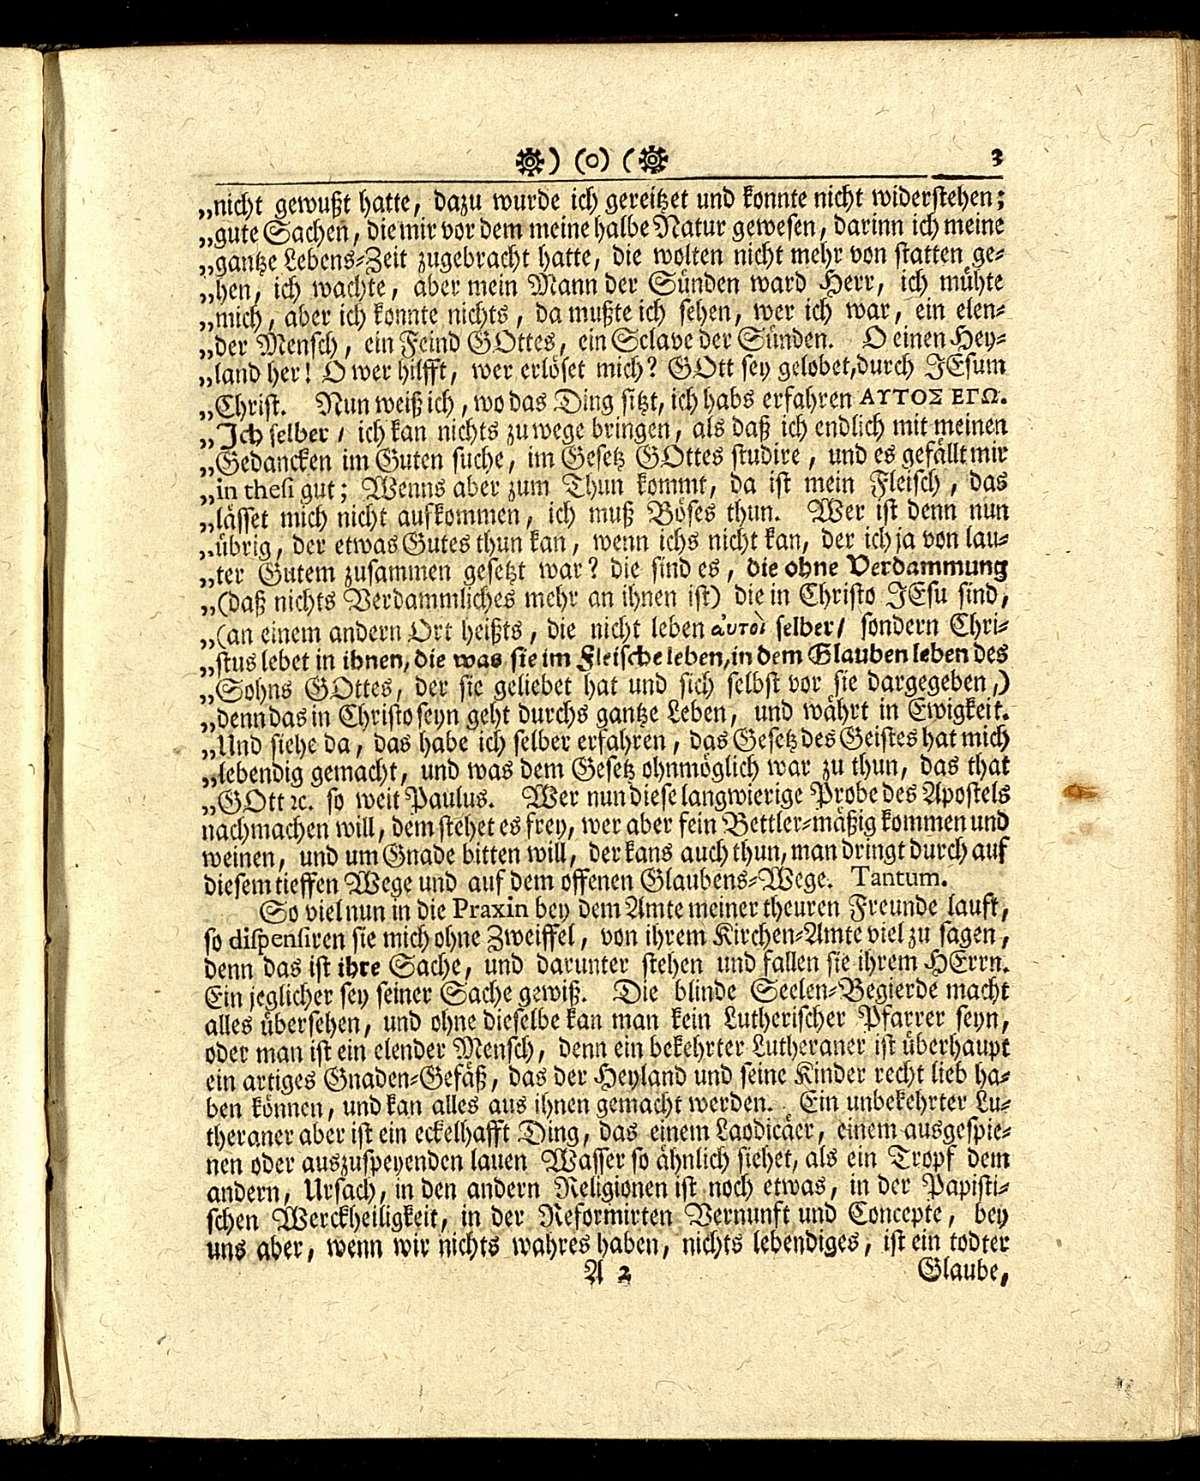 ) (o) ( 3
„nicht gewußt hatte, dazu wurde ich gereitzet und konnte nicht widerstehen;
„gute Sachen, die mir vor dem meine halbe Natur gewesen, darinn ich meine
„gantze Lebens-Zeit zugebracht hatte, die wolten nicht mehr von statten ge-
„hen, ich wachte, aber mein Mann der Sünden ward Herr, ich mühte
„mich, aber ich konnte nichts, da mußte ich sehen, wer ich war, ein elen-
„der Mensch, ein Feind GOttes, ein Sclave der Sünden. O einen Hey-
„land her! O wer hilfft, wer erlöset mich? GOtt sey gelobet, durch JEsum
„Christ. Nun weiß ich, wo das Ding sitzt, ich habs erfahren ΑΥΤΟΣ ΕΓΩ.
„Ich selber/ ich kan nichts zuwege bringen, als daß ich endlich mit meinen
„Gedancken im Guten suche, im Gesetz GOttes studire, und es gefällt mir
„in thesi gut; Wenns aber zum Thun kommt, da ist mein Fleisch, das
„lässet mich nicht aufkommen, ich muß Böses thun. Wer ist denn nun
„übrig, der etwas Gutes thun kan, wenn ichs nicht kan, der ich ja von lau-
„ter Gutem zusammen gesetzt war? die sind es, die ohne Verdammung
„(daß nichts Verdammliches mehr an ihnen ist) die in Christo JEsu sind,
„(an einem andern Ort heißts, die nicht leben ἀυτοὶ selber/ sondern Chri-
„stus lebet in ihnen, die was sie im Fleische leben, in dem Glauben leben des
„Sohns GOttes, der sie geliebet hat und sich selbst vor sie dargegeben,)
„denn das in Christo seyn geht durchs gantze Leben, und währt in Ewigkeit.
„Und siehe da, das habe ich selber erfahren, das Gesetz des Geistes hat mich
„lebendig gemacht, und was dem Gesetz ohnmöglich war zu thun, das that
„GOtt ꝛc. so weit Paulus. Wer nun diese langwierige Probe des Apostels
nachmachen will, dem stehet es frey, wer aber fein Bettler-mäßig kommen und
weinen, und um Gnade bitten will, der kans auch thun, man dringt durch auf
diesem tieffen Wege und auf dem offenen Glaubens-Wege. Tantum.
So viel nun in die Praxin bey dem Amte meiner theuren Freunde lauft,
so dispensiren sie mich ohne Zweiffel, von ihrem Kirchen-Amte viel zu sagen,
denn das ist ihre Sache, und darunter stehen und fallen sie ihrem HErrn.
Ein jeglicher sey seiner Sache gewiß. Die blinde Seelen-Begierde macht
alles übersehen, und ohne dieselbe kan man kein Lutherischer Pfarrer seyn,
oder man ist ein elender Mensch, denn ein bekehrter Lutheraner ist überhaupt
ein artiges Gnaden-Gefäß, das der Heyland und seine Kinder recht lieb ha-
ben können, und kan alles aus ihnen gemacht werden. Ein unbekehrter Lu-
theraner aber ist ein eckelhafft Ding, das einem Laodicäer, einem ausgespie-
nen oder auszuspeyenden lauen Wasser so ähnlich siehet, als ein Tropf dem
andern, Ursach, in den andern Religionen ist noch etwas, in der Papisti-
schen Werckheiligkeit, in der Reformirten Vernunft und Concepte, bey
uns aber, wenn wir nichts wahres haben, nichts lebendiges, ist ein todter
A 2 Glaube,